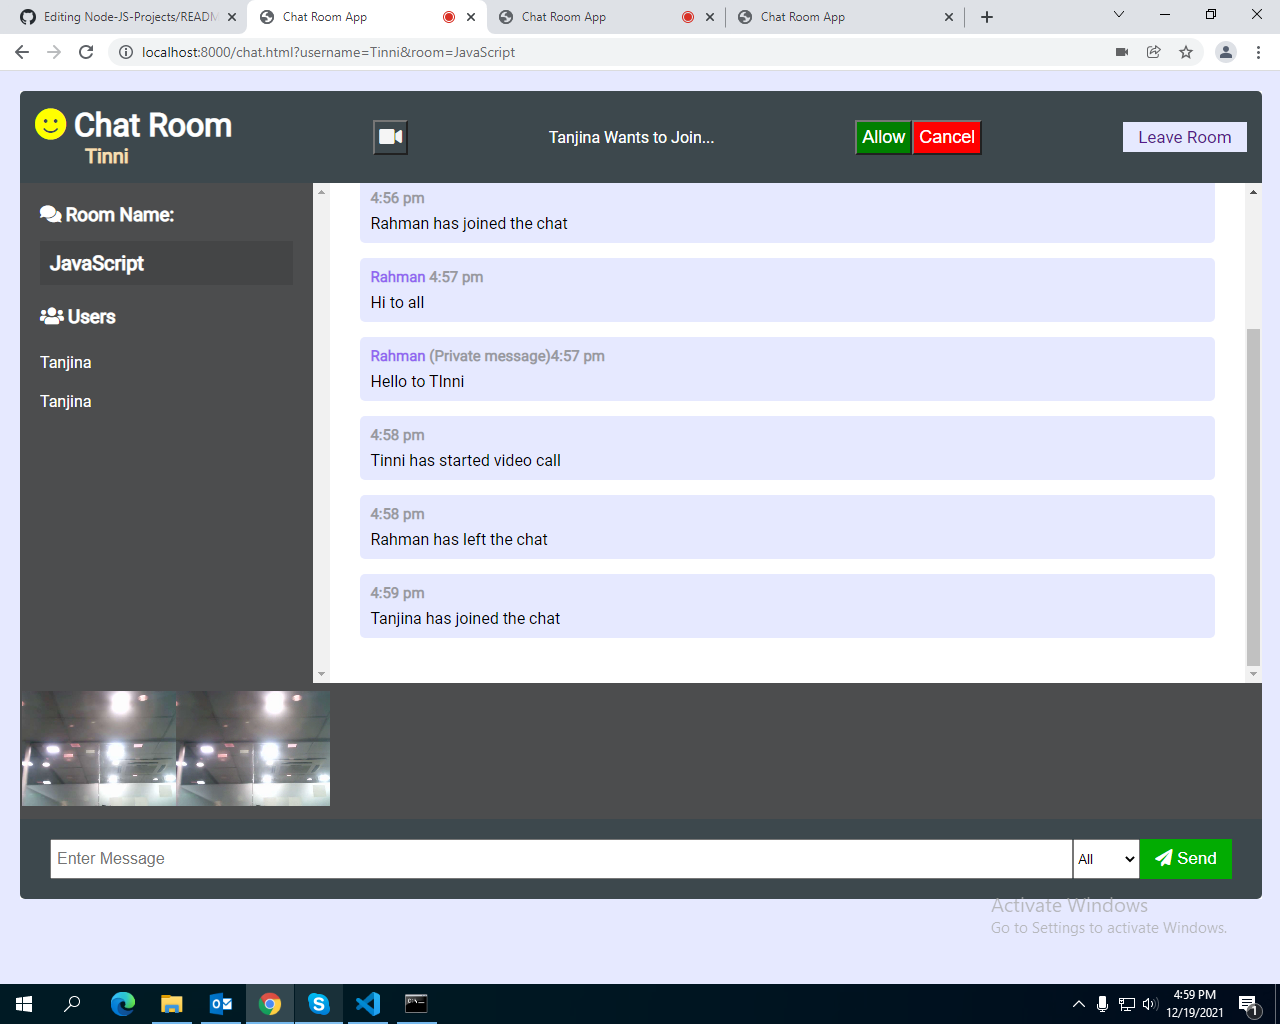 Editing Node-JS-Projects/READM
Chat Room App
Chat Room App
Chat Room App
localhost:8000/chat.html?username=Tinni&room=JavaScript
Chat Room
Tinni
Tanjina Wants to Join...
Allow
Cancel
Leave Room
Room Name:
JavaScript
Users
Tanjina
Tanjina
4:56 pm
Rahman has joined the chat
Rahman 4:57 pm
Hi to all
Rahman (Private message)4:57 pm
Hello to TInni
4:58 pm
Tinni has started video call
4:58 pm
Rahman has left the chat
4:59 pm
Tanjina has joined the chat
Enter Message
All
Send
Activate Windows
Go to Settings to activate Windows.
4:59 PM
12/19/2021
1